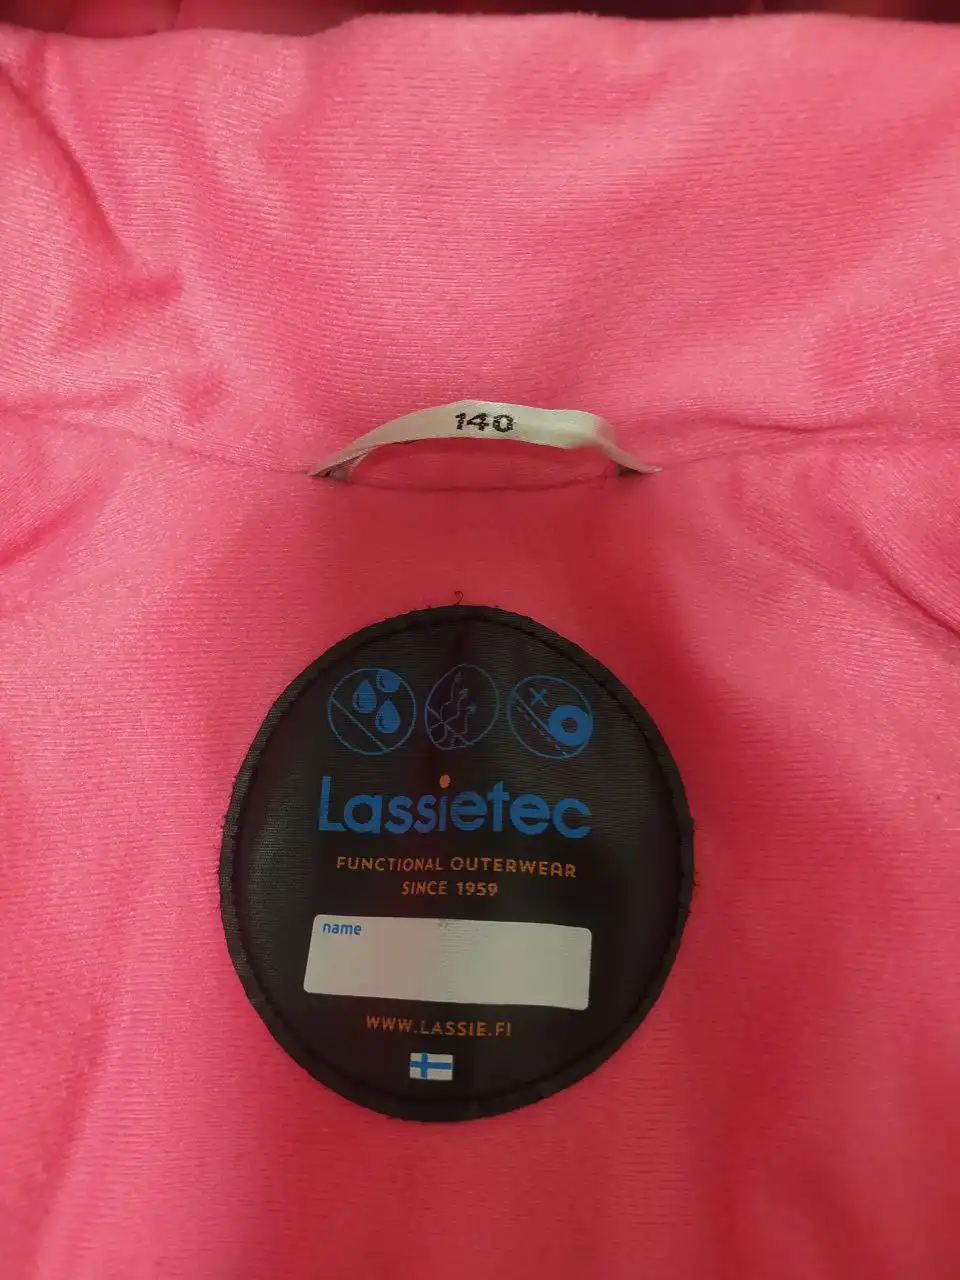 140
Lassietec
FUNCTIONAL OUTERWEAR
SINCE 1959
name
WWW.LASSIE.FI